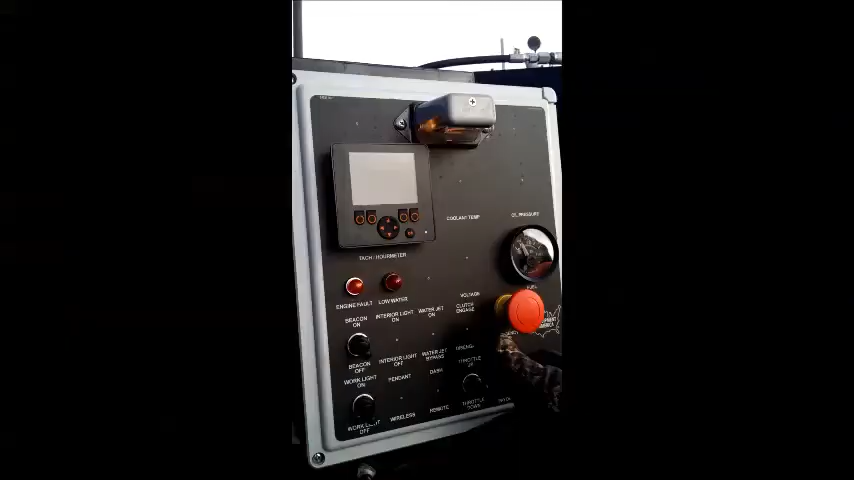 COOLANT TEMP
OIL PRESSURE
TACH / HOURMETER
FUEL
ENGINE FAULT
LOW WATER
VOLTAGE
BEACON
ON
INTERIOR LIGHT
ON
WATER JET
ON
CLUTCH
ENGAGE
BEACON
OFF
INTERIOR LIGHT
OFF
WATER JET
BYPASS
THROTTLE
UP
WORK LIGHT
ON
PENDANT
DASH
WORK LIGHT
OFF
WIRELESS
REMOTE
THROTTLE
DOWN